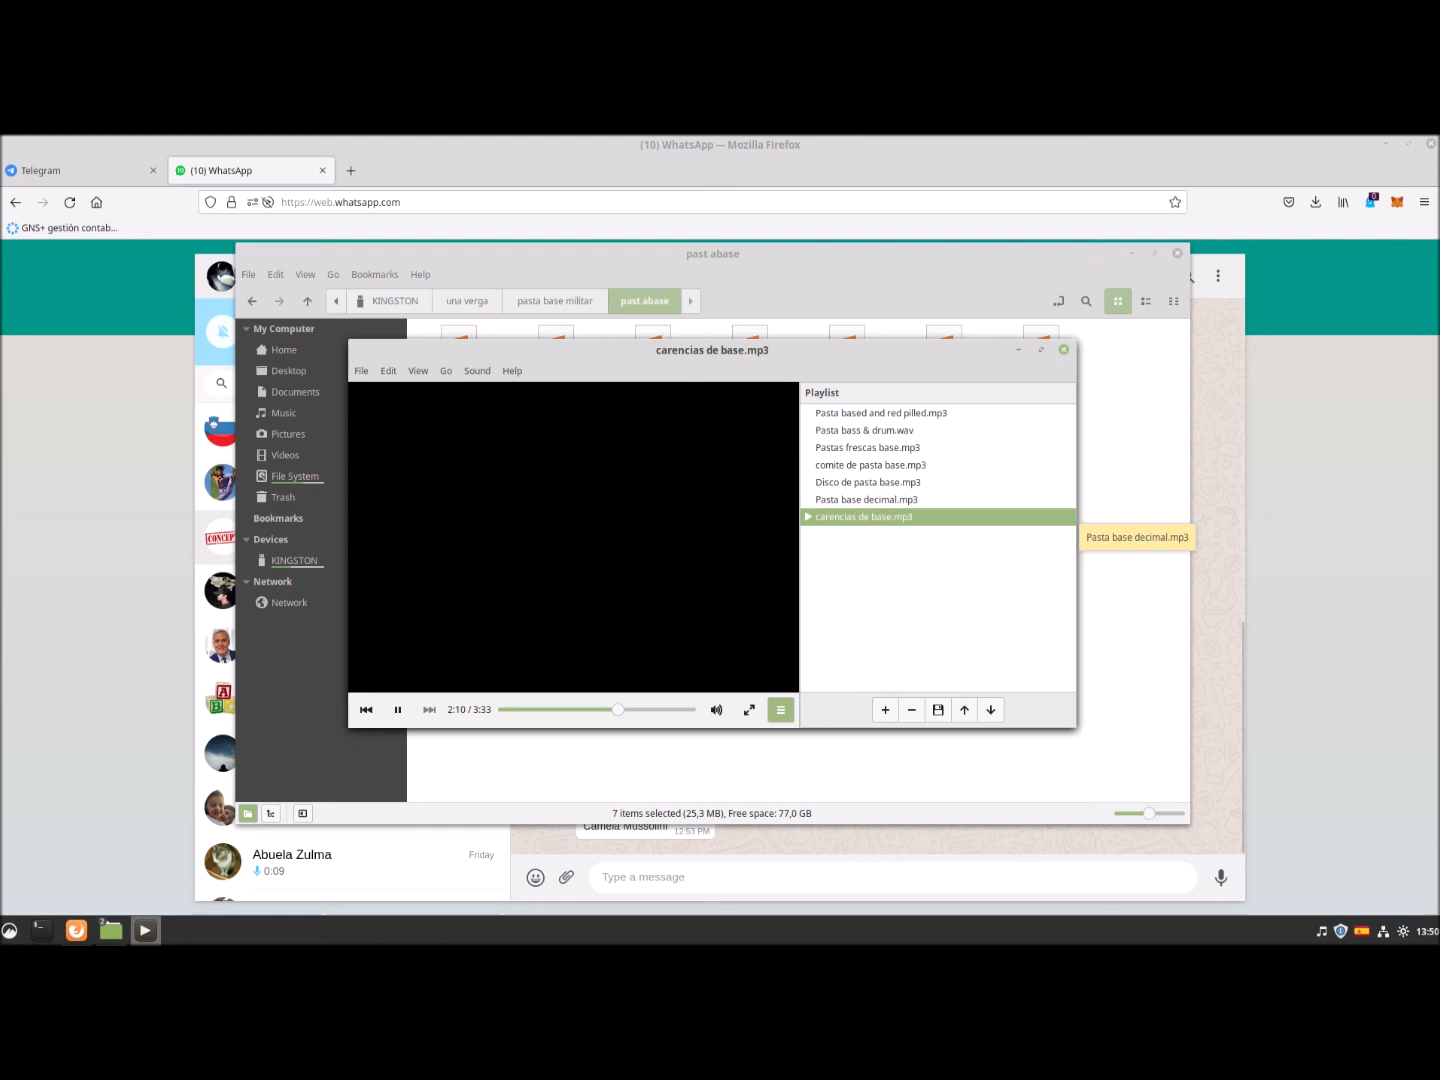 (10) WhatsApp — Mozilla Firefox
Telegram
(10) WhatsApp
https://web.whatsapp.com
GNS+ gestión contab...
past abase
File Edit View Go Bookmarks Help
KINGSTON una verga pasta base militar past abase
My Computer
Home
Desktop
Documents
Music
Pictures
Videos
File System
Trash
Bookmarks
Devices
KINGSTON
Network
Network
carencias de base.mp3
File Edit View Go Sound Help
Playlist
Pasta based and red pilled.mp3
Pasta bass & drum.wav
Pastas frescas base.mp3
comite de pasta base.mp3
Disco de pasta base.mp3
Pasta base decimal.mp3
carencias de base.mp3
Pasta base decimal.mp3
2:10 / 3:33
7 items selected (25,3 MB), Free space: 77,0 GB
CONCEP
A
B
Camela Mussolini 12:53 PM
Abuela Zulma Friday
0:09
Type a message
2
13:50